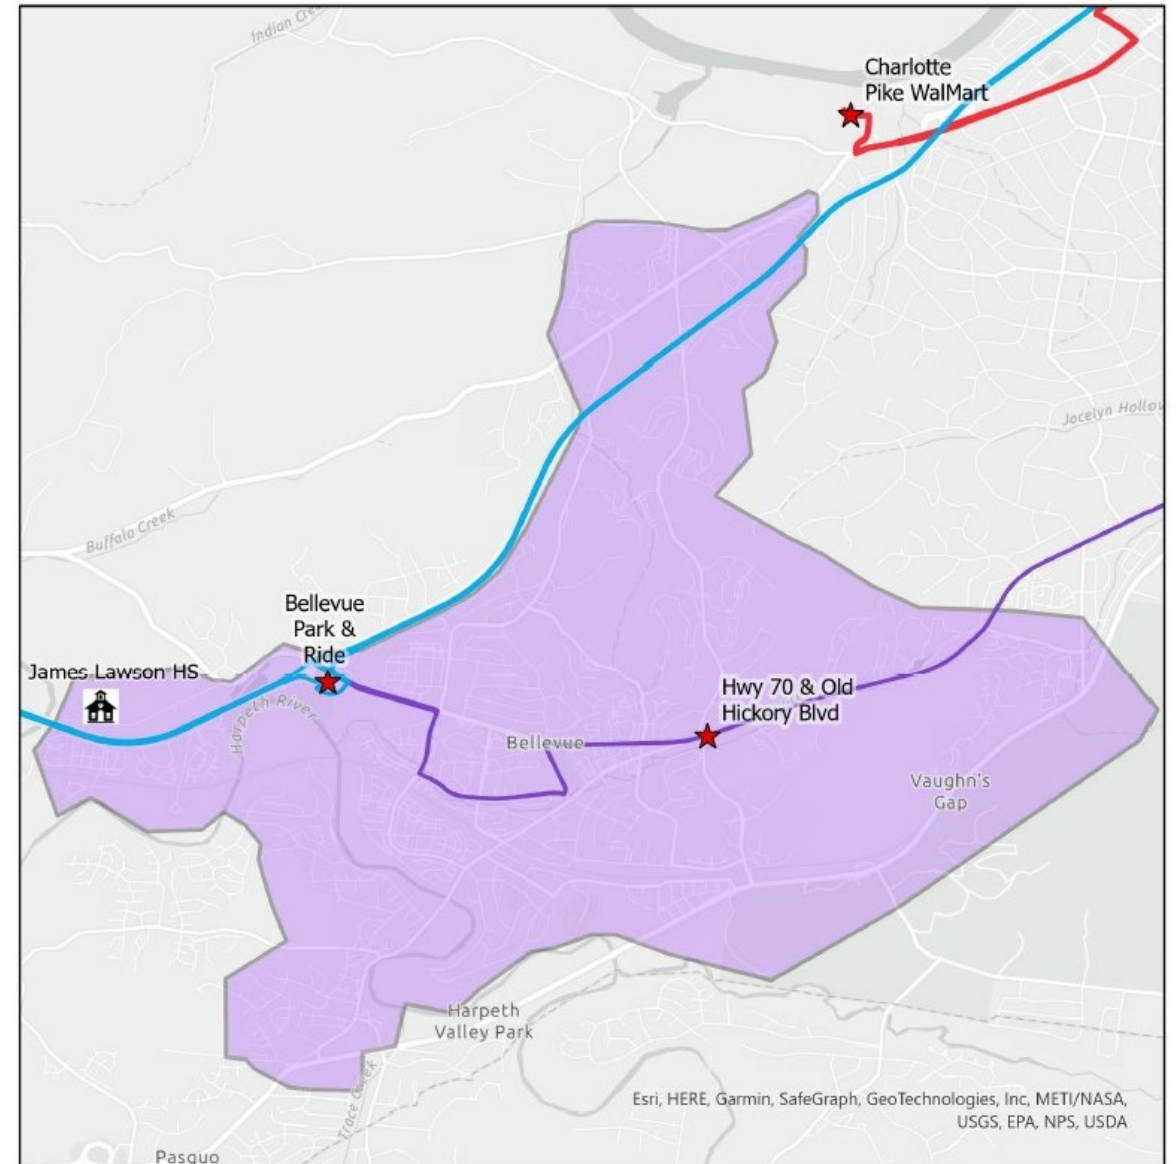 Indian Cree
Charlotte
Pike WalMart
Jocelyn Hollow
Buffalo Creek
Bellevue
Park &
Ride
James Lawson HS
Harpeth River
Hwy 70 & Old
Hickory Blvd
Bellevue
Vaughn's
Gap
Harpeth
Valley Park
Trace Creek
Pasquo
Esri, HERE, Garmin, SafeGraph, GeoTechnologies, Inc, METI/NASA,
USGS, EPA, NPS, USDA